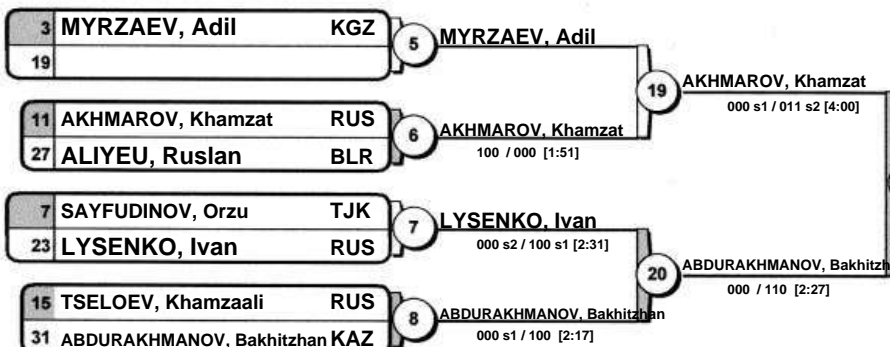 3 MYRZAEV, Adil KGZ
19
5
MYRZAEV, Adil
11 AKHMAROV, Khamzat RUS
27 ALIYEU, Ruslan BLR
6
AKHMAROV, Khamzat
100 / 000 [1:51]
19
AKHMAROV, Khamzat
000 s1 / 011 s2 [4:00]
7 SAYFUDINOV, Orzu TJK
23 LYSENKO, Ivan RUS
7
LYSENKO, Ivan
000 s2 / 100 s1 [2:31]
15 TSELOEV, Khamzaali RUS
31 ABDURAKHMANOV, Bakhitzhan KAZ
8
ABDURAKHMANOV, Bakhitzhan
000 s1 / 100 [2:17]
20
ABDURAKHMANOV, Bakhitzh
000 / 110 [2:27]